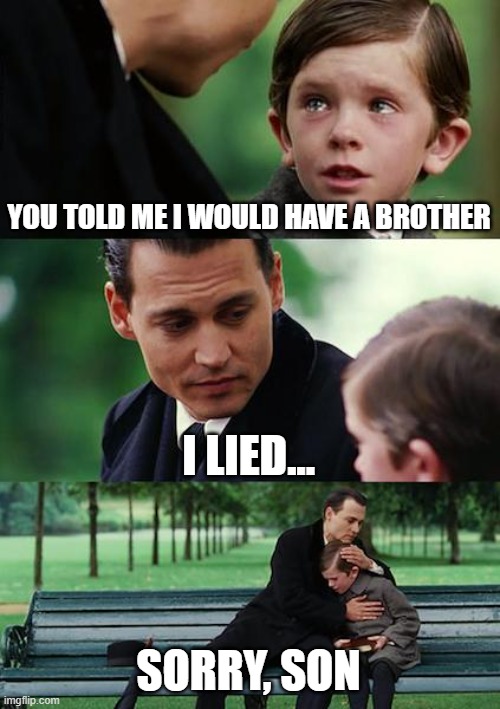 YOU TOLD ME I WOULD HAVE A BROTHER
I LIED...
SORRY, SON
imgflip.com